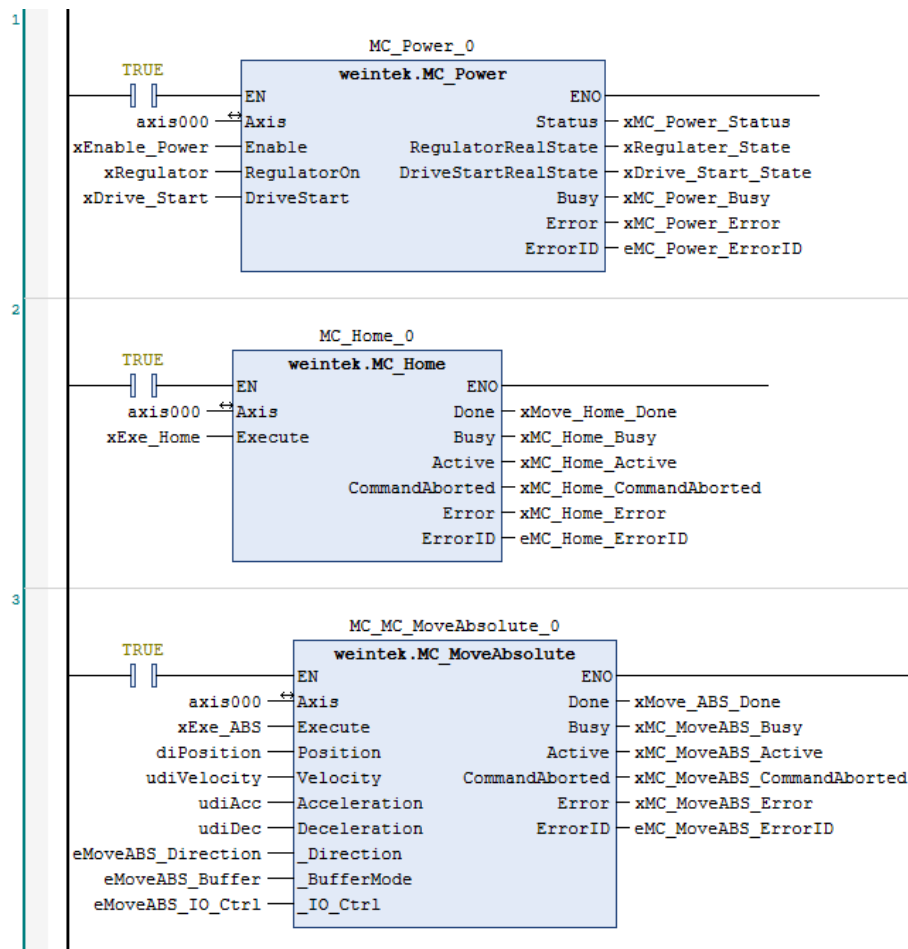 1
MC_Power_0
TRUE
weintek.MC_Power
EN ENO
axis000 Axis Status xMC_Power_Status
xEnable_Power Enable RegulatorRealState xRegulater_State
xRegulator RegulatorOn DriveStartRealState xDrive_Start_State
xDrive_Start DriveStart Busy xMC_Power_Busy
Error xMC_Power_Error
ErrorID eMC_Power_ErrorID
2
MC_Home_0
TRUE
weintek.MC_Home
EN ENO
axis000 Axis Done xMove_Home_Done
xExe_Home Execute Busy xMC_Home_Busy
Active xMC_Home_Active
CommandAborted xMC_Home_CommandAborted
Error xMC_Home_Error
ErrorID eMC_Home_ErrorID
3
MC_MC_MoveAbsolute_0
TRUE
weintek.MC_MoveAbsolute
EN ENO
axis000 Axis Done xMove_ABS_Done
xExe_ABS Execute Busy xMC_MoveABS_Busy
diPosition Position Active xMC_MoveABS_Active
udiVelocity Velocity CommandAborted xMC_MoveABS_CommandAborted
udiAcc Acceleration Error xMC_MoveABS_Error
udiDec Deceleration ErrorID eMC_MoveABS_ErrorID
eMoveABS_Direction _Direction
eMoveABS_Buffer _BufferMode
eMoveABS_IO_Ctrl _IO_Ctrl